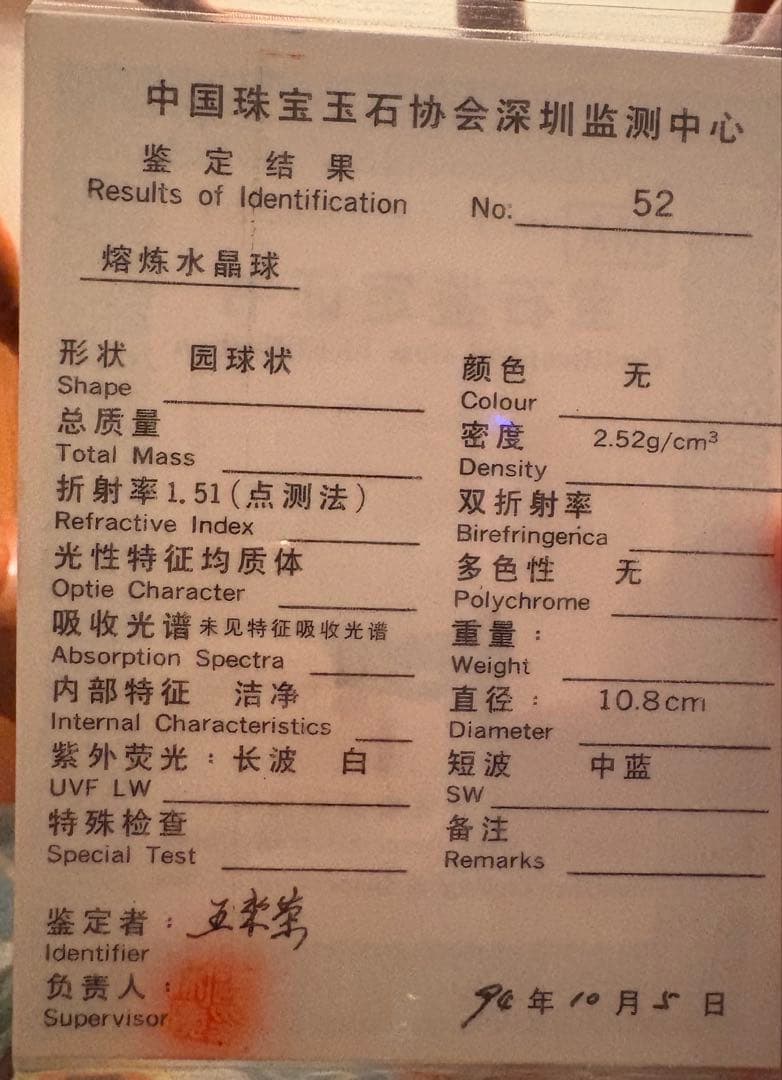 中国珠宝玉石协会深圳监测中心
鉴定结果
Results of Identification No: 52
熔炼水晶球
形状 园球状
Shape
颜色 无
Colour
总质量
Total Mass
密度 2.52g/cm³
Density
折射率1.51(点测法)
Refractive Index
双折射率
Birefringenca
光性特征均质体
Optie Character
多色性 无
Polychrome
吸收光谱未见特征吸收光谱
Absorption Spectra
重量:
Weight
内部特征 洁净
Internal Characteristics
直径: 10.8cm
Diameter
紫外荧光:长波 白
UVF LW
短波 中蓝
SW
特殊检查
Special Test
备注
Remarks
鉴定者:
Identifier
负责人:
Supervisor
94年10月5日